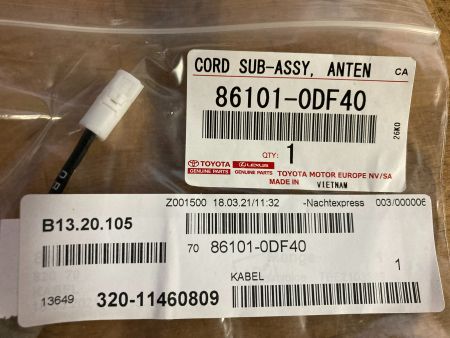 CORD SUB-ASSY, ANTEN CA
86101-0DF40
26K0
QTY: 1
TOYOTA LEXUS
GENUINE PARTS GENUINE PARTS TOYOTA MOTOR EUROPE NV/SA
MADE IN VIETNAM
Z001500 18.03.21/11:32 -Nachtexpress 003/000006
B13.20.105
70 86101-0DF40
KABEL 1
13649 320-11460809